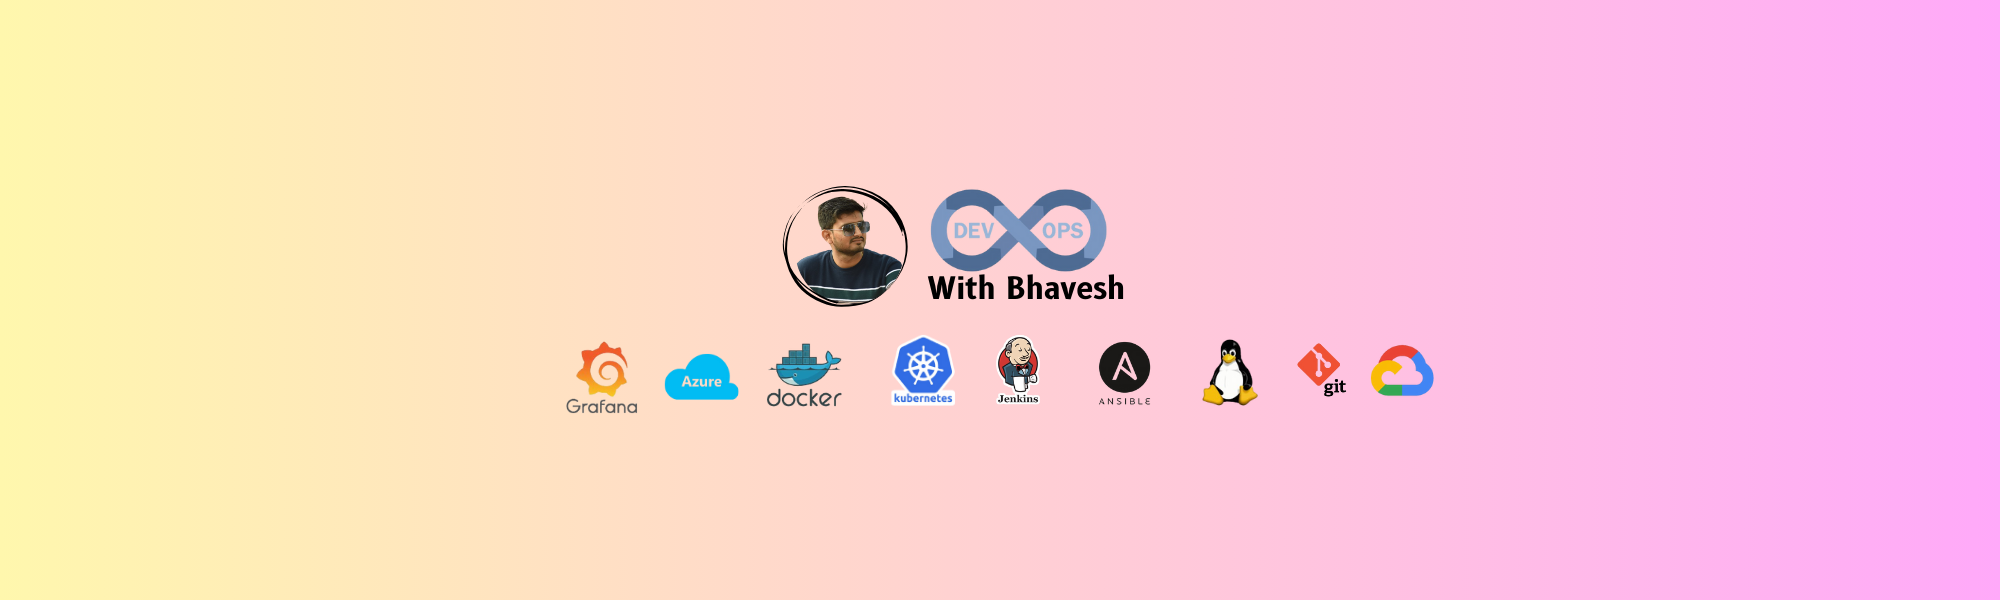 DEV OPS
With Bhavesh
Grafana
Azure
docker
kubernetes
Jenkins
ANSIBLE
git